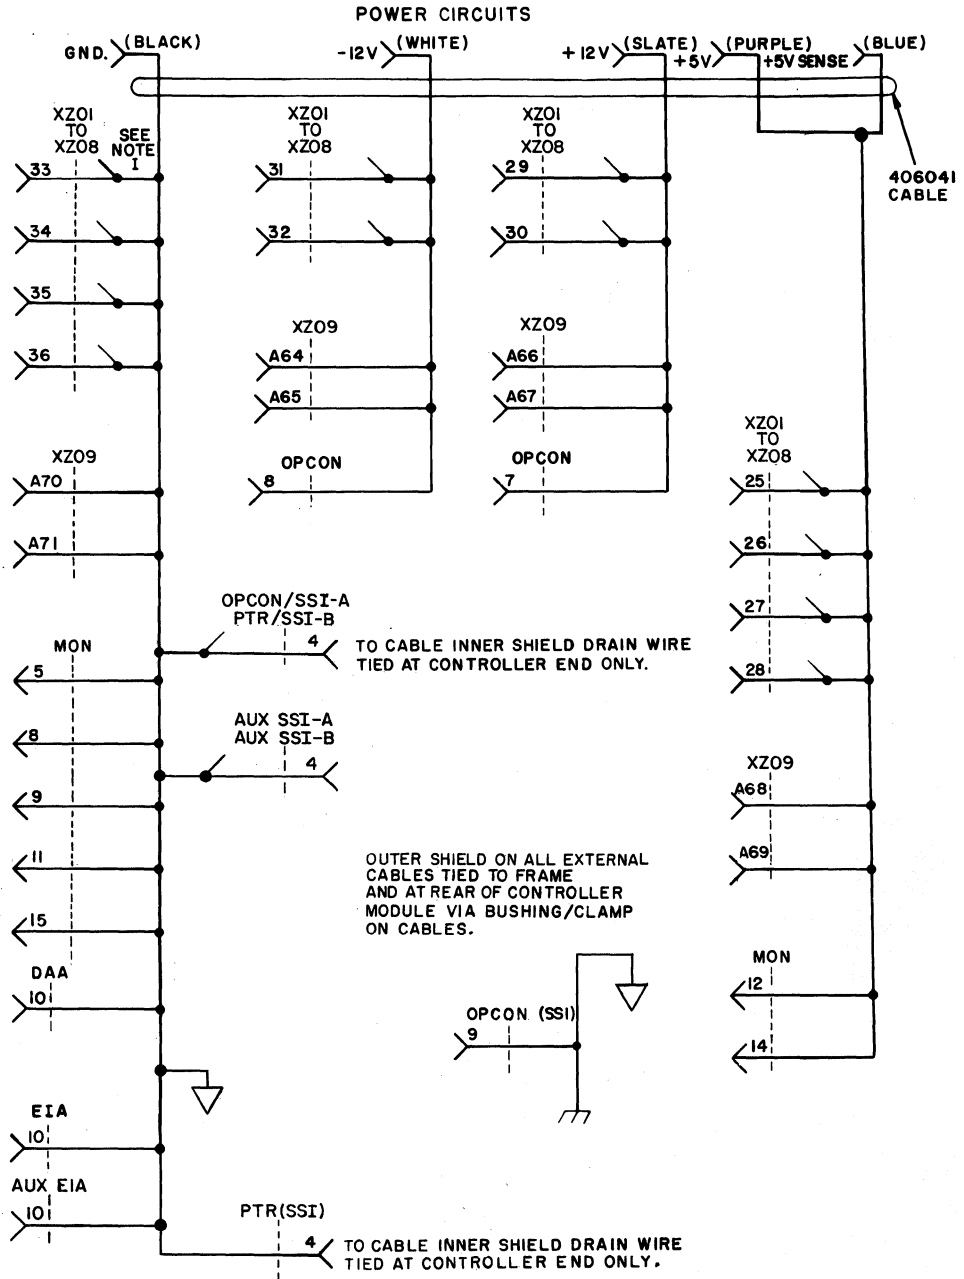 POWER CIRCUITS
GND. (BLACK)
-12V (WHITE)
+12V (SLATE)
+5V (PURPLE)
+5V SENSE (BLUE)
406041
CABLE
XZ01
TO
XZ08
SEE
NOTE
1
33
34
35
36
XZ09
A70
A71
MON
5
8
9
11
15
DAA
10
EIA
10
AUX EIA
10
XZ01
TO
XZ08
31
32
XZ09
A64
A65
OPCON
8
XZ01
TO
XZ08
29
30
XZ09
A66
A67
OPCON
7
OPCON/SSI-A
PTR/SSI-B
4
TO CABLE INNER SHIELD DRAIN WIRE
TIED AT CONTROLLER END ONLY.
AUX SSI-A
AUX SSI-B
4
OUTER SHIELD ON ALL EXTERNAL
CABLES TIED TO FRAME
AND AT REAR OF CONTROLLER
MODULE VIA BUSHING/CLAMP
ON CABLES.
OPCON (SSI)
9
XZ01
TO
XZ08
25
26
27
28
XZ09
A68
A69
MON
12
14
PTR(SSI)
4
TO CABLE INNER SHIELD DRAIN WIRE
TIED AT CONTROLLER END ONLY.